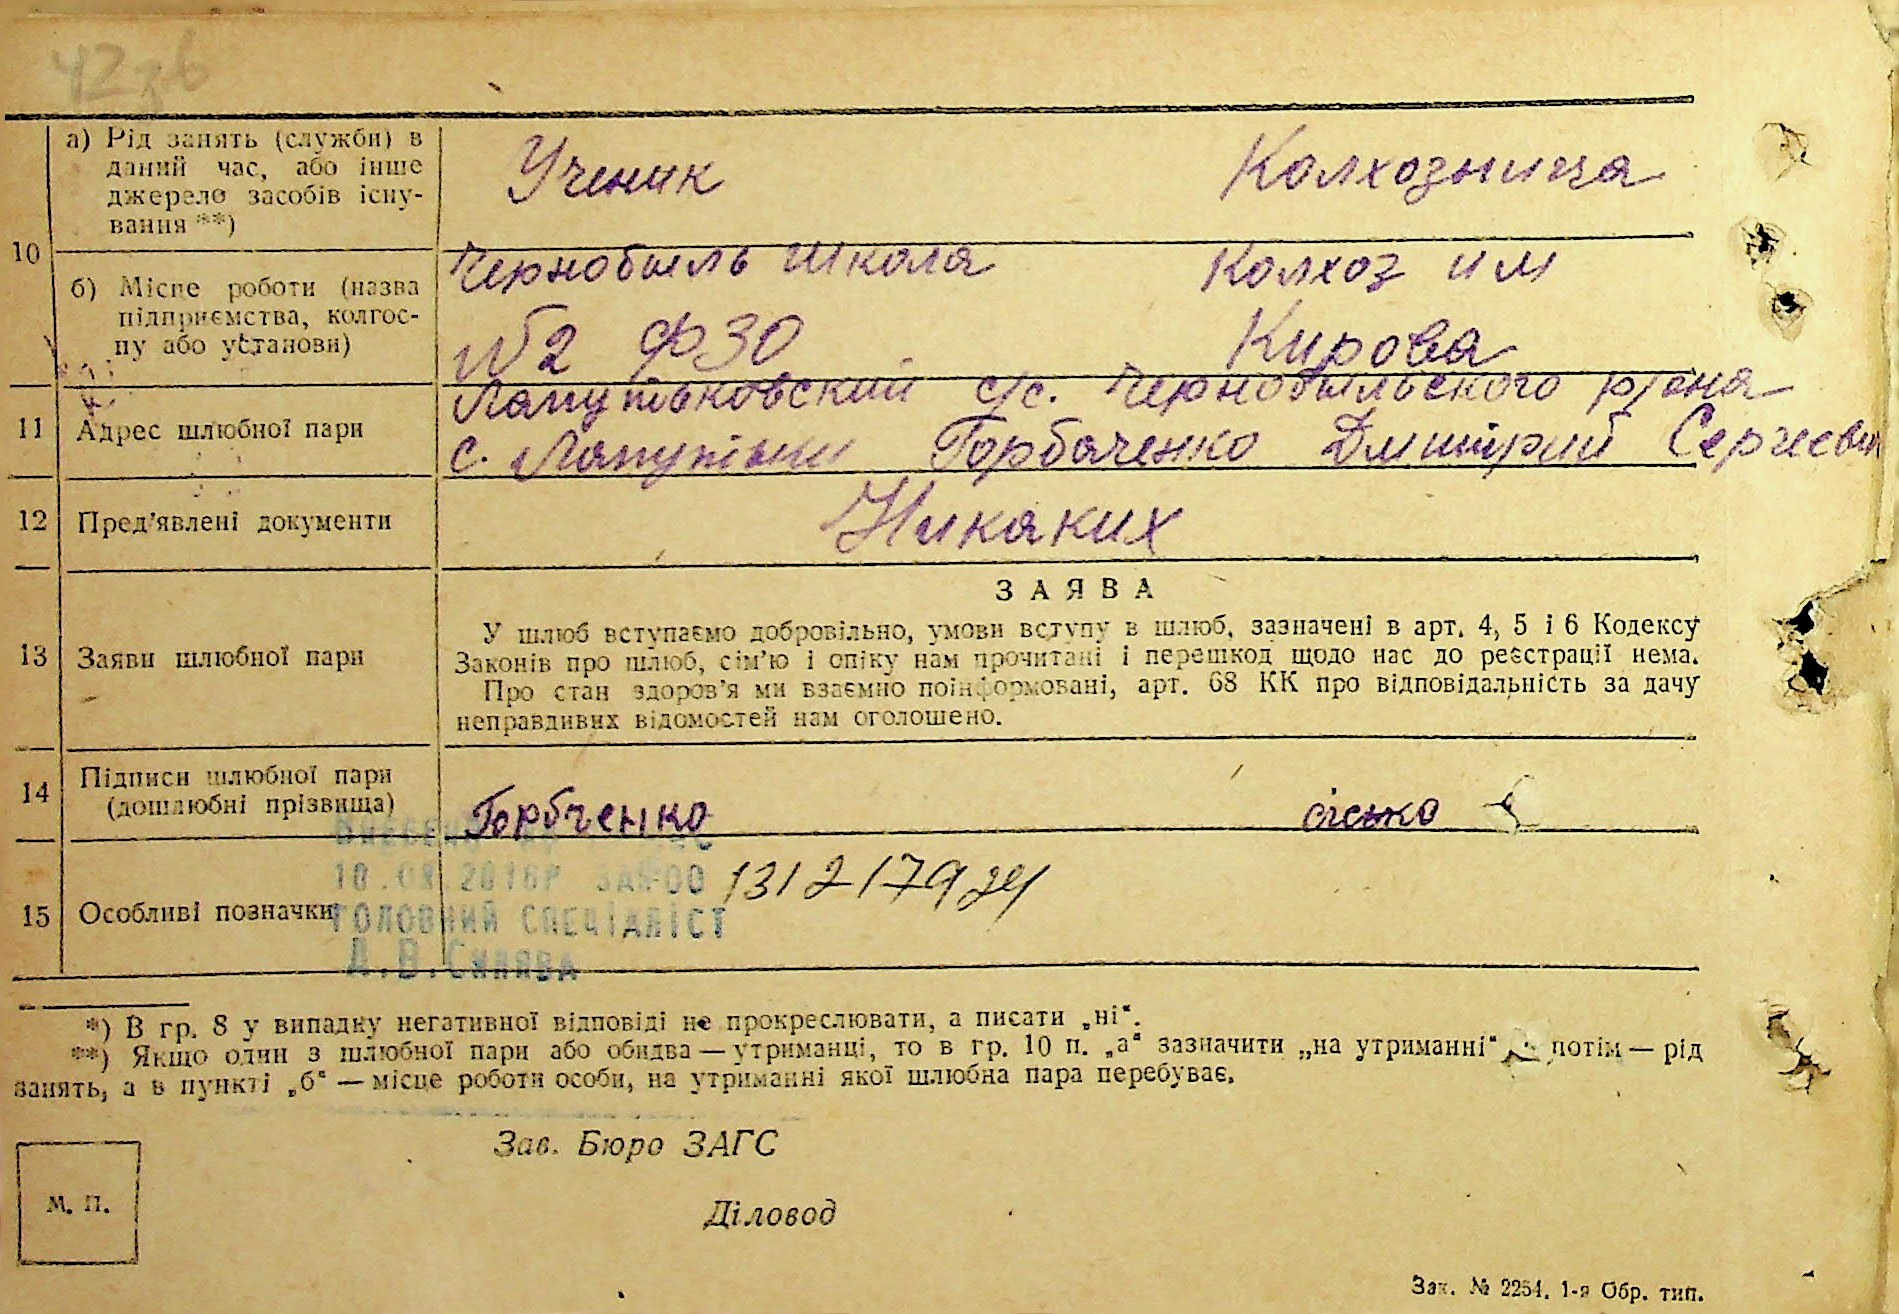 а) Рід занять (служби) в
даний час, або інше
джерело засобів існу-
вання **)
Ученик Колхозница
10
б) Місце роботи (назва
підприємства, колгос-
пу або установи)
Чернобыль школа Колхоз им
№2 ФЗО Кирова
11 Адрес шлюбної пари
Лапутьковский с/с. Чернобыльского р/она
с. Лапутьки Горбаченко Дмитрий Сергеевич
12 Пред'явлені документи Никаких
13 Заяви шлюбної пари
ЗАЯВА
У шлюб вступаємо добровільно, умови вступу в шлюб, зазначені в арт. 4, 5 і 6 Кодексу
Законів про шлюб, сім'ю і опіку нам прочитані і перешкод щодо нас до реєстрації нема.
Про стан здоров'я ми взаємно поінформовані, арт. 68 КК про відповідальність за дачу
неправдивих відомостей нам оголошено.
14 Підписи шлюбної пари
(дошлюбні прізвища)
Горбченко
15 Особливі позначки
ГОЛОВНИЙ СПЕЦІАЛІСТ
*) В гр. 8 у випадку негативної відповіді не прокреслювати, а писати „ні“.
**) Якщо один з шлюбної пари або обидва — утриманці, то в гр. 10 п. „а“ зазначити „на утриманні“, потім — рід
занять, а в пункті „б“ — місце роботи особи, на утриманні якої шлюбна пара перебуває.
Зав. Бюро ЗАГС
М. П.
Діловод
Зак. № 2254. 1-я Обр. тип.